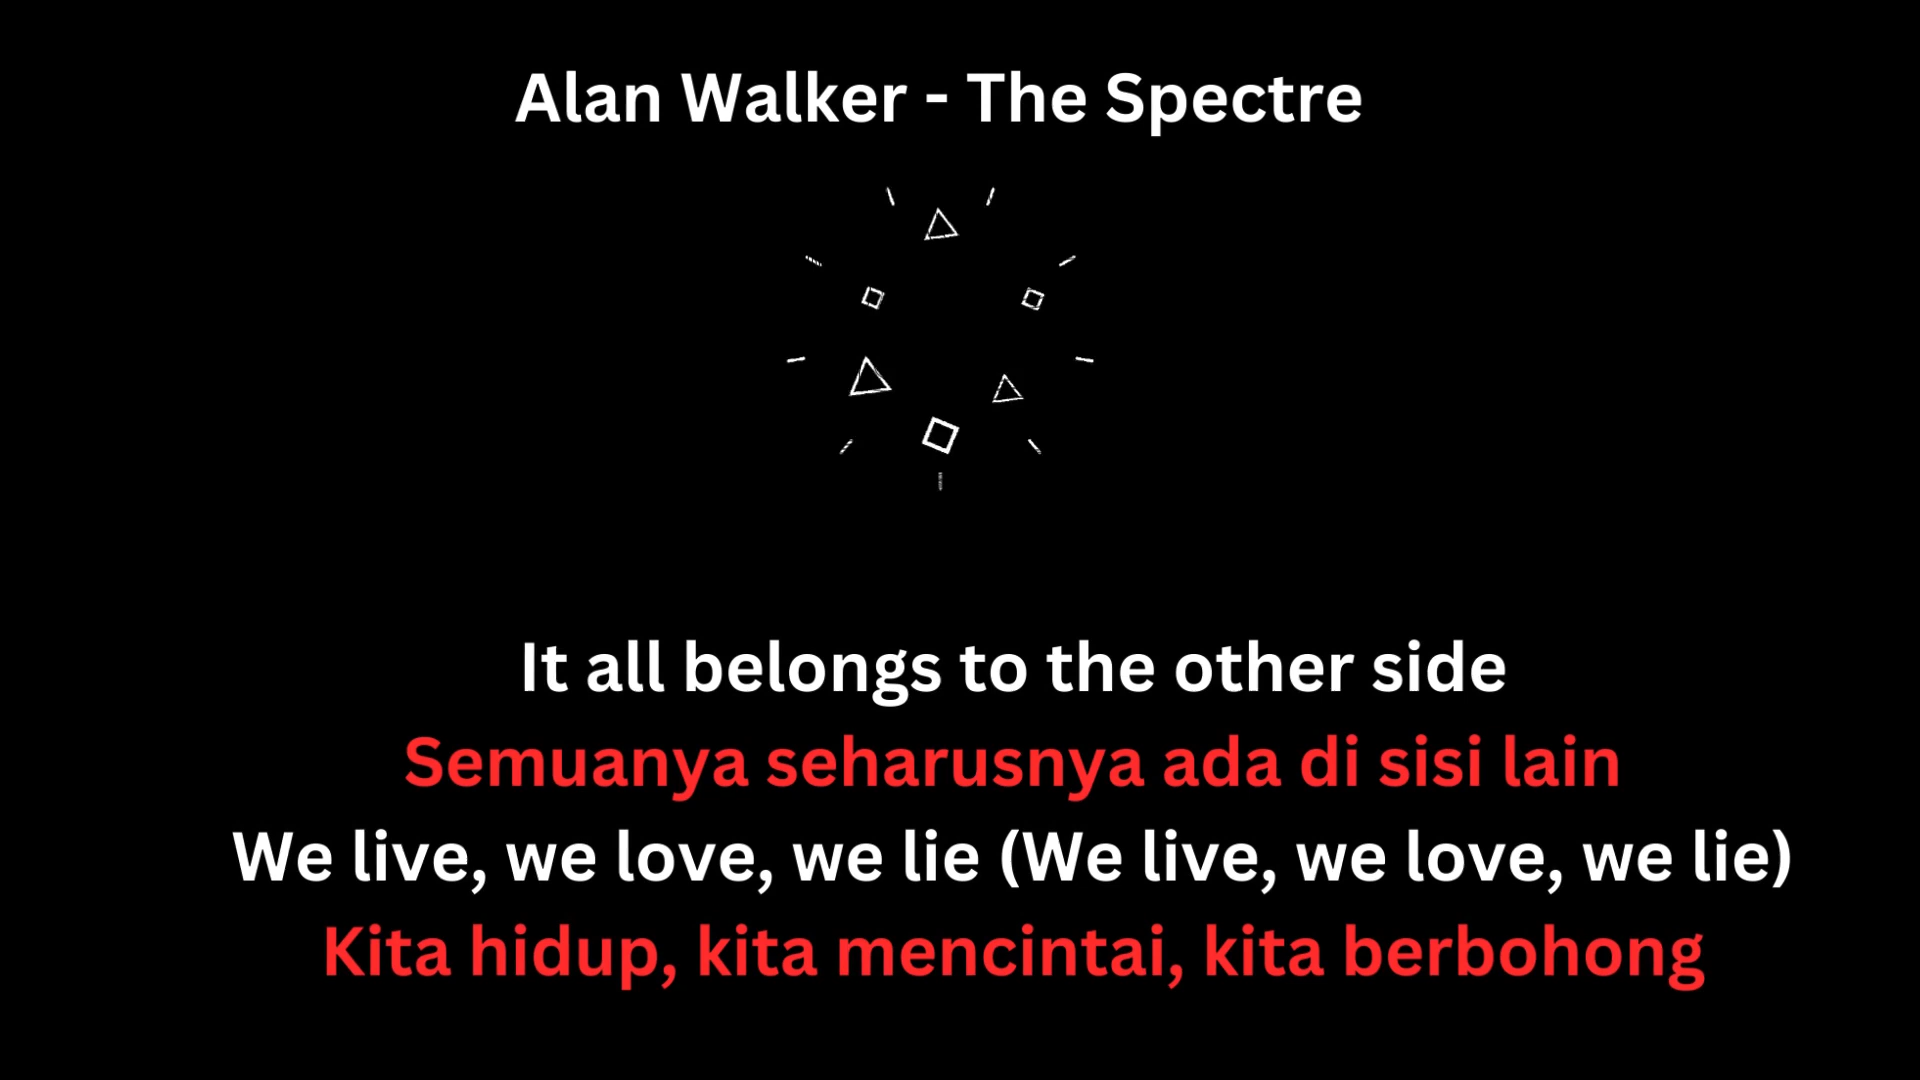 Alan Walker - The Spectre
It all belongs to the other side
Semuanya seharusnya ada di sisi lain
We live, we love, we lie (We live, we love, we lie)
Kita hidup, kita mencintai, kita berbohong